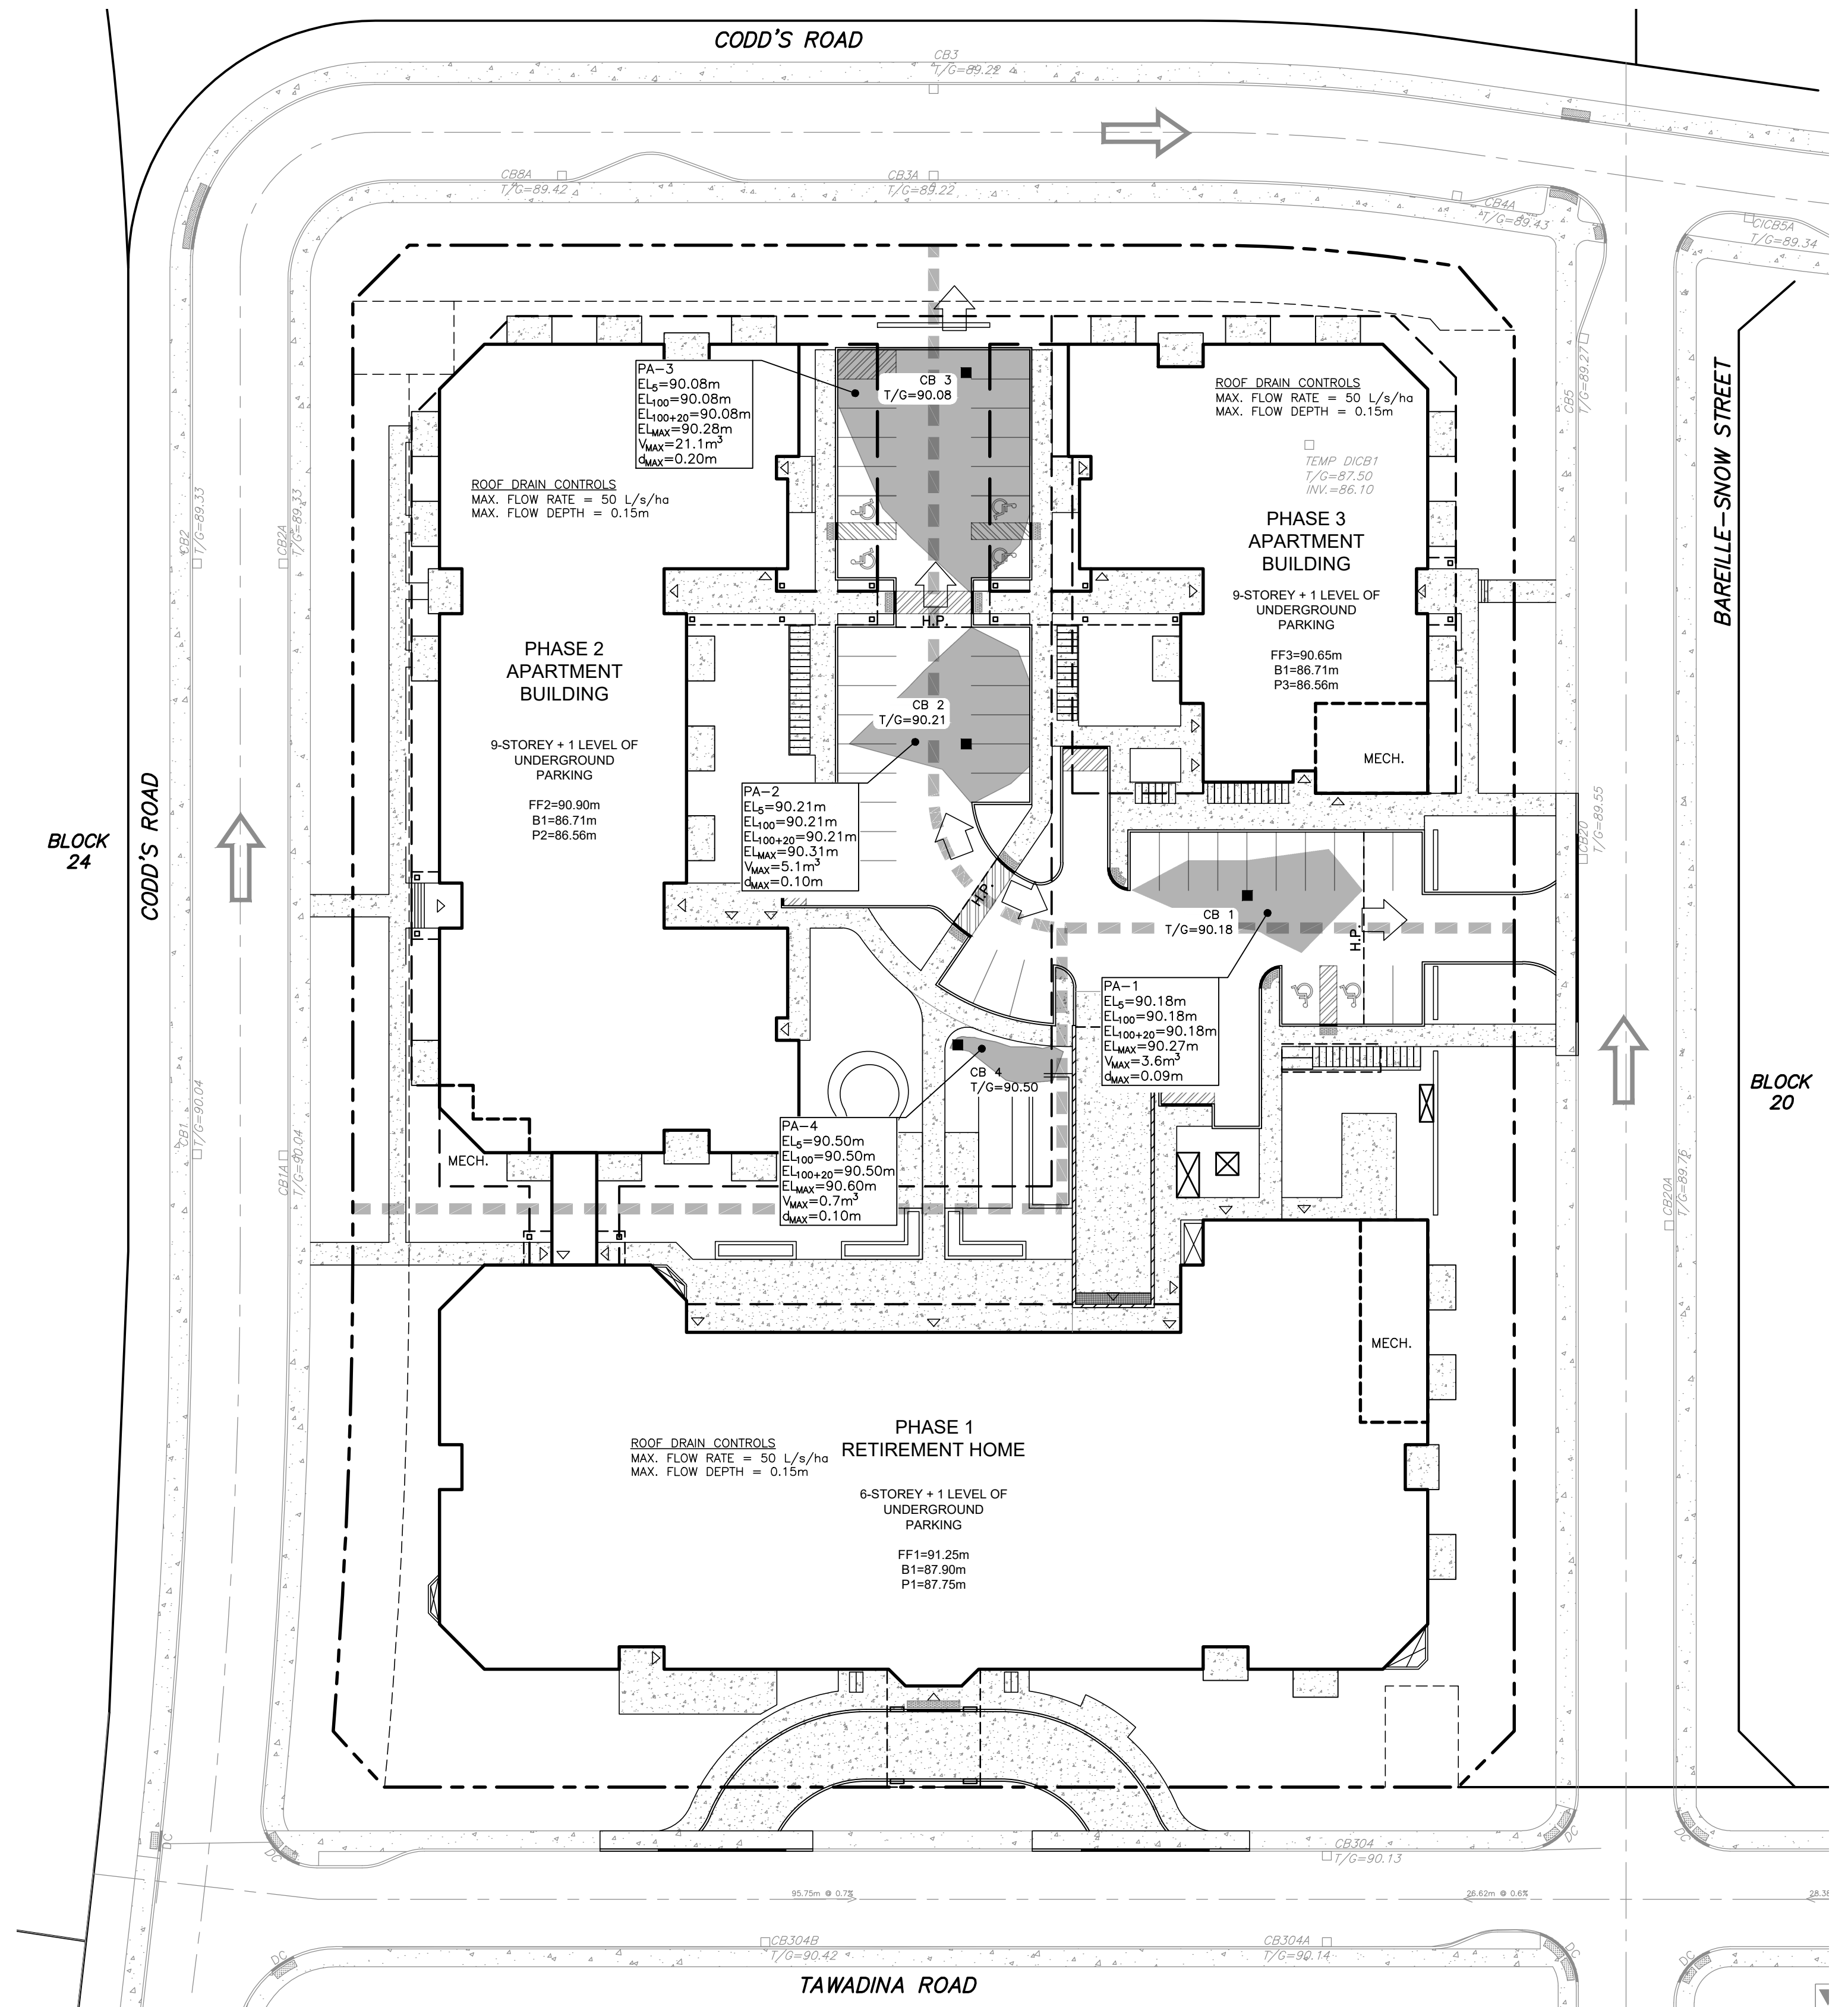 CODD'S ROAD
CB3
T/G=89.22
CB8A
T/G=89.42
CB3A
T/G=89.22
CB4A
T/G=89.43
CICB5A
T/G=89.34
PA-3
EL5=90.08m
EL100=90.08m
EL100+20=90.08m
ELMAX=90.28m
VMAX=21.1m³
dMAX=0.20m
CB 3
T/G=90.08
ROOF DRAIN CONTROLS
MAX. FLOW RATE = 50 L/s/ha
MAX. FLOW DEPTH = 0.15m
CB5
T/G=89.27
BAREILLE-SNOW STREET
TEMP DICB1
T/G=87.50
INV.=86.10
ROOF DRAIN CONTROLS
MAX. FLOW RATE = 50 L/s/ha
MAX. FLOW DEPTH = 0.15m
CB2
T/G=89.33
CB2A
T/G=89.33
PHASE 3
APARTMENT
BUILDING
9-STOREY + 1 LEVEL OF
UNDERGROUND
PARKING
FF3=90.65m
B1=86.71m
P3=86.56m
H.P.
PHASE 2
APARTMENT
BUILDING
9-STOREY + 1 LEVEL OF
UNDERGROUND
PARKING
FF2=90.90m
B1=86.71m
P2=86.56m
CB 2
T/G=90.21
MECH.
PA-2
EL5=90.21m
EL100=90.21m
EL100+20=90.21m
ELMAX=90.31m
VMAX=5.1m³
dMAX=0.10m
BLOCK
24
CODD'S ROAD
CB20
T/G=89.55
H.P.
CB 1
T/G=90.18
H.P.
PA-1
EL5=90.18m
EL100=90.18m
EL100+20=90.18m
ELMAX=90.27m
VMAX=3.6m³
dMAX=0.09m
CB 4
T/G=90.50
BLOCK
20
CB1
T/G=90.04
CB1A
T/G=90.04
PA-4
EL5=90.50m
EL100=90.50m
EL100+20=90.50m
ELMAX=90.60m
VMAX=0.7m³
dMAX=0.10m
MECH.
CB20A
T/G=89.76
MECH.
PHASE 1
RETIREMENT HOME
ROOF DRAIN CONTROLS
MAX. FLOW RATE = 50 L/s/ha
MAX. FLOW DEPTH = 0.15m
6-STOREY + 1 LEVEL OF
UNDERGROUND
PARKING
FF1=91.25m
B1=87.90m
P1=87.75m
DC
DC
DC
DC
CB304
T/G=90.13
95.75m @ 0.7%
26.62m @ 0.6%
28.38
CB304B
T/G=90.42
CB304A
T/G=90.14
DC
DC
DC
TAWADINA ROAD